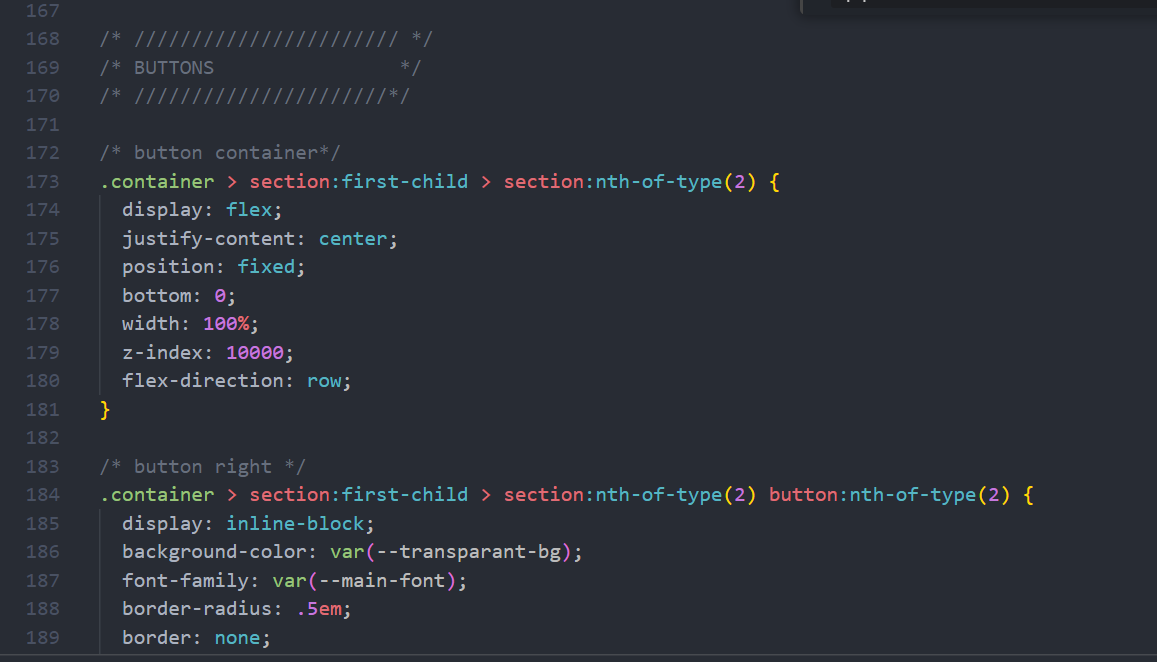 167
168 /* /////////////////////// */
169 /* BUTTONS                */
170 /* //////////////////////*/
171
172 /* button container*/
173 .container > section:first-child > section:nth-of-type(2) {
174   display: flex;
175   justify-content: center;
176   position: fixed;
177   bottom: 0;
178   width: 100%;
179   z-index: 10000;
180   flex-direction: row;
181 }
182
183 /* button right */
184 .container > section:first-child > section:nth-of-type(2) button:nth-of-type(2) {
185   display: inline-block;
186   background-color: var(--transparant-bg);
187   font-family: var(--main-font);
188   border-radius: .5em;
189   border: none;